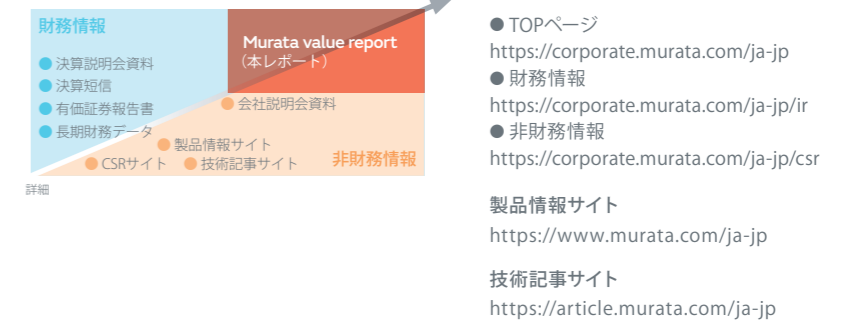 財務情報
● 決算説明会資料
● 決算短信
● 有価証券報告書
● 長期財務データ
Murata value report
（本レポート）
● 会社説明会資料
● 製品情報サイト
● CSRサイト ● 技術記事サイト
非財務情報
詳細
● TOPページ
https://corporate.murata.com/ja-jp
● 財務情報
https://corporate.murata.com/ja-jp/ir
● 非財務情報
https://corporate.murata.com/ja-jp/csr
製品情報サイト
https://www.murata.com/ja-jp
技術記事サイト
https://article.murata.com/ja-jp